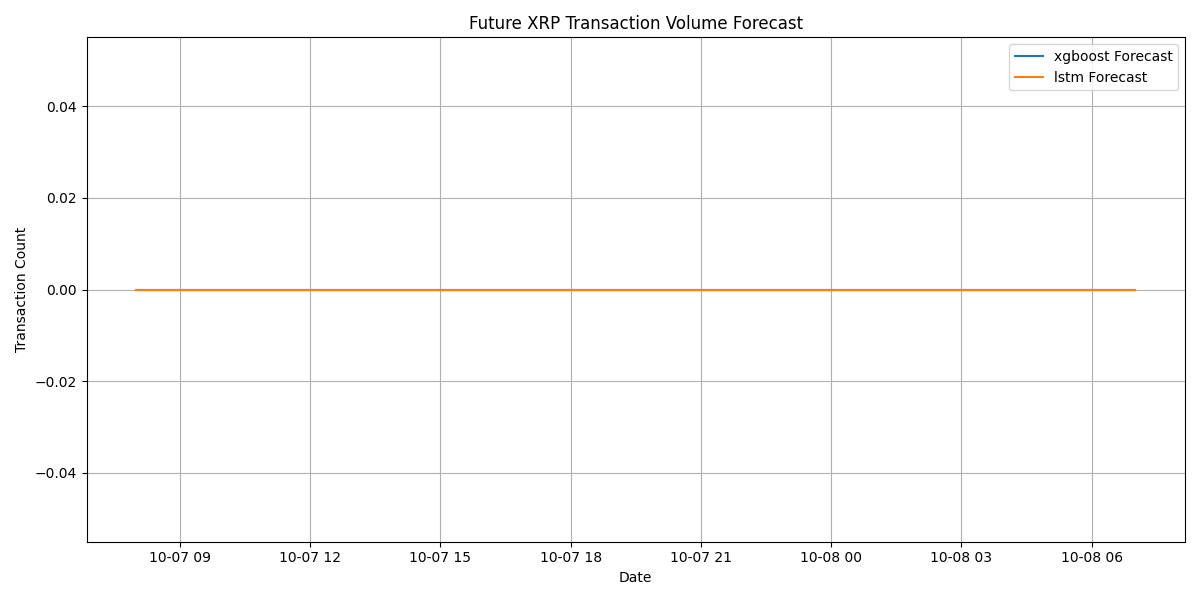 Future XRP Transaction Volume Forecast
xgboost Forecast
lstm Forecast
0.04
0.02
0.00
−0.02
−0.04
Transaction Count
10-07 09
10-07 12
10-07 15
10-07 18
10-07 21
10-08 00
10-08 03
10-08 06
Date